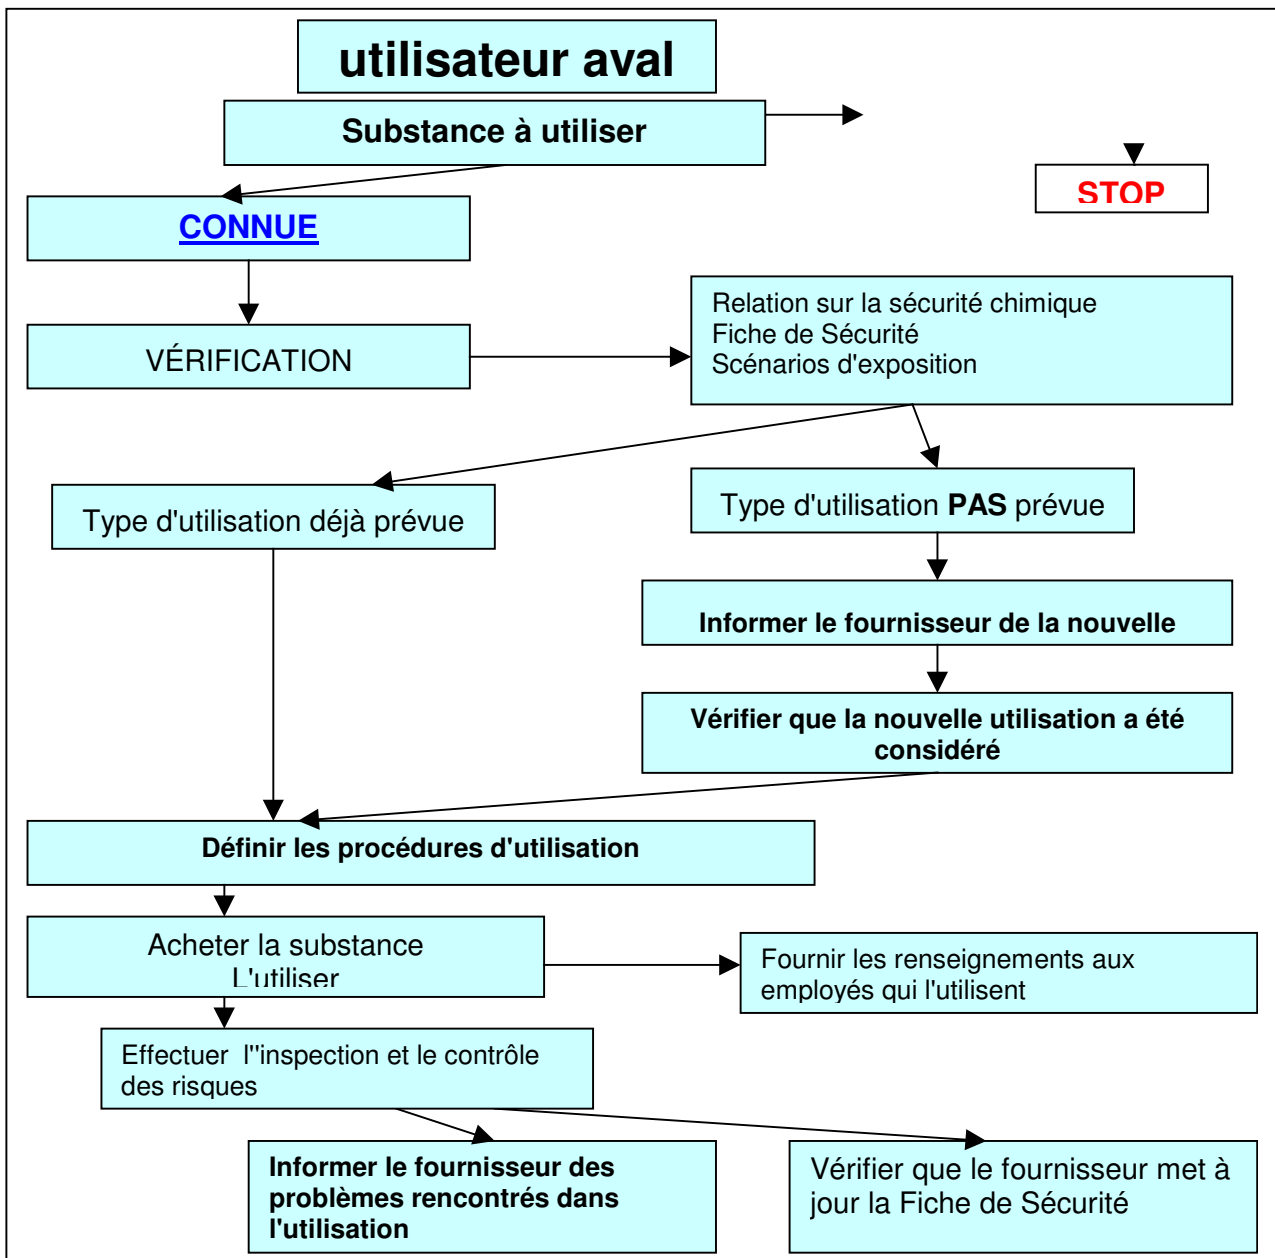 utilisateur aval
Substance à utiliser
STOP
CONNUE
Relation sur la sécurité chimique
Fiche de Sécurité
Scénarios d'exposition
VÉRIFICATION
Type d'utilisation déjà prévue
Type d'utilisation PAS prévue
Informer le fournisseur de la nouvelle
Vérifier que la nouvelle utilisation a été
considéré
Définir les procédures d'utilisation
Acheter la substance
L'utiliser
Fournir les renseignements aux
employés qui l'utilisent
Effectuer l''inspection et le contrôle
des risques
Informer le fournisseur des
problèmes rencontrés dans
l'utilisation
Vérifier que le fournisseur met à
jour la Fiche de Sécurité